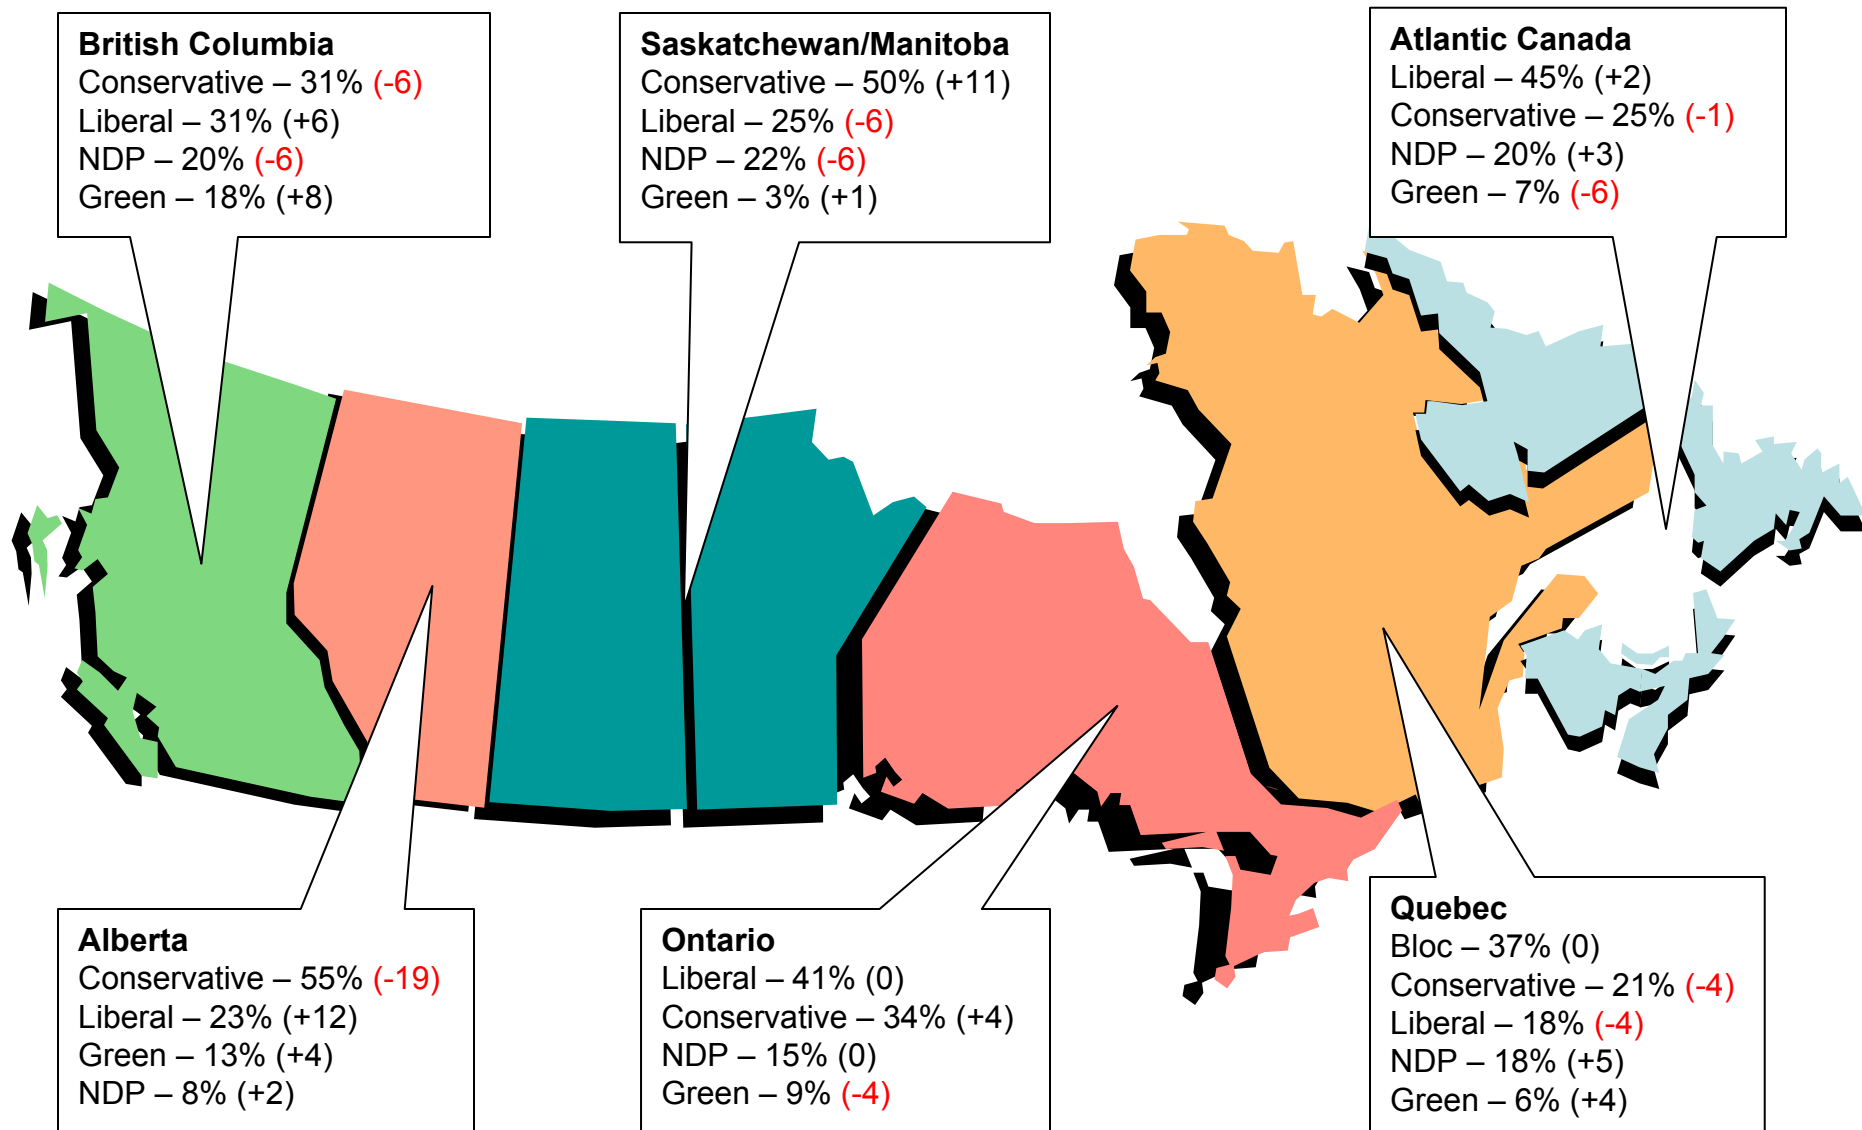 British Columbia
Conservative – 31% (-6)
Liberal – 31% (+6)
NDP – 20% (-6)
Green – 18% (+8)
Saskatchewan/Manitoba
Conservative – 50% (+11)
Liberal – 25% (-6)
NDP – 22% (-6)
Green – 3% (+1)
Atlantic Canada
Liberal – 45% (+2)
Conservative – 25% (-1)
NDP – 20% (+3)
Green – 7% (-6)
Alberta
Conservative – 55% (-19)
Liberal – 23% (+12)
Green – 13% (+4)
NDP – 8% (+2)
Ontario
Liberal – 41% (0)
Conservative – 34% (+4)
NDP – 15% (0)
Green – 9% (-4)
Quebec
Bloc – 37% (0)
Conservative – 21% (-4)
Liberal – 18% (-4)
NDP – 18% (+5)
Green – 6% (+4)